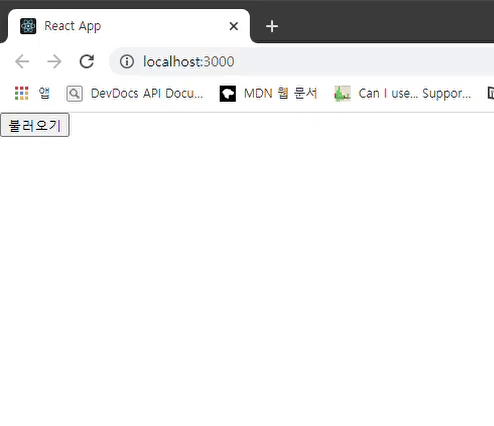 React App
localhost:3000
앱 DevDocs API Docu... MDN 웹 문서 Can I use... Suppor...
불러오기